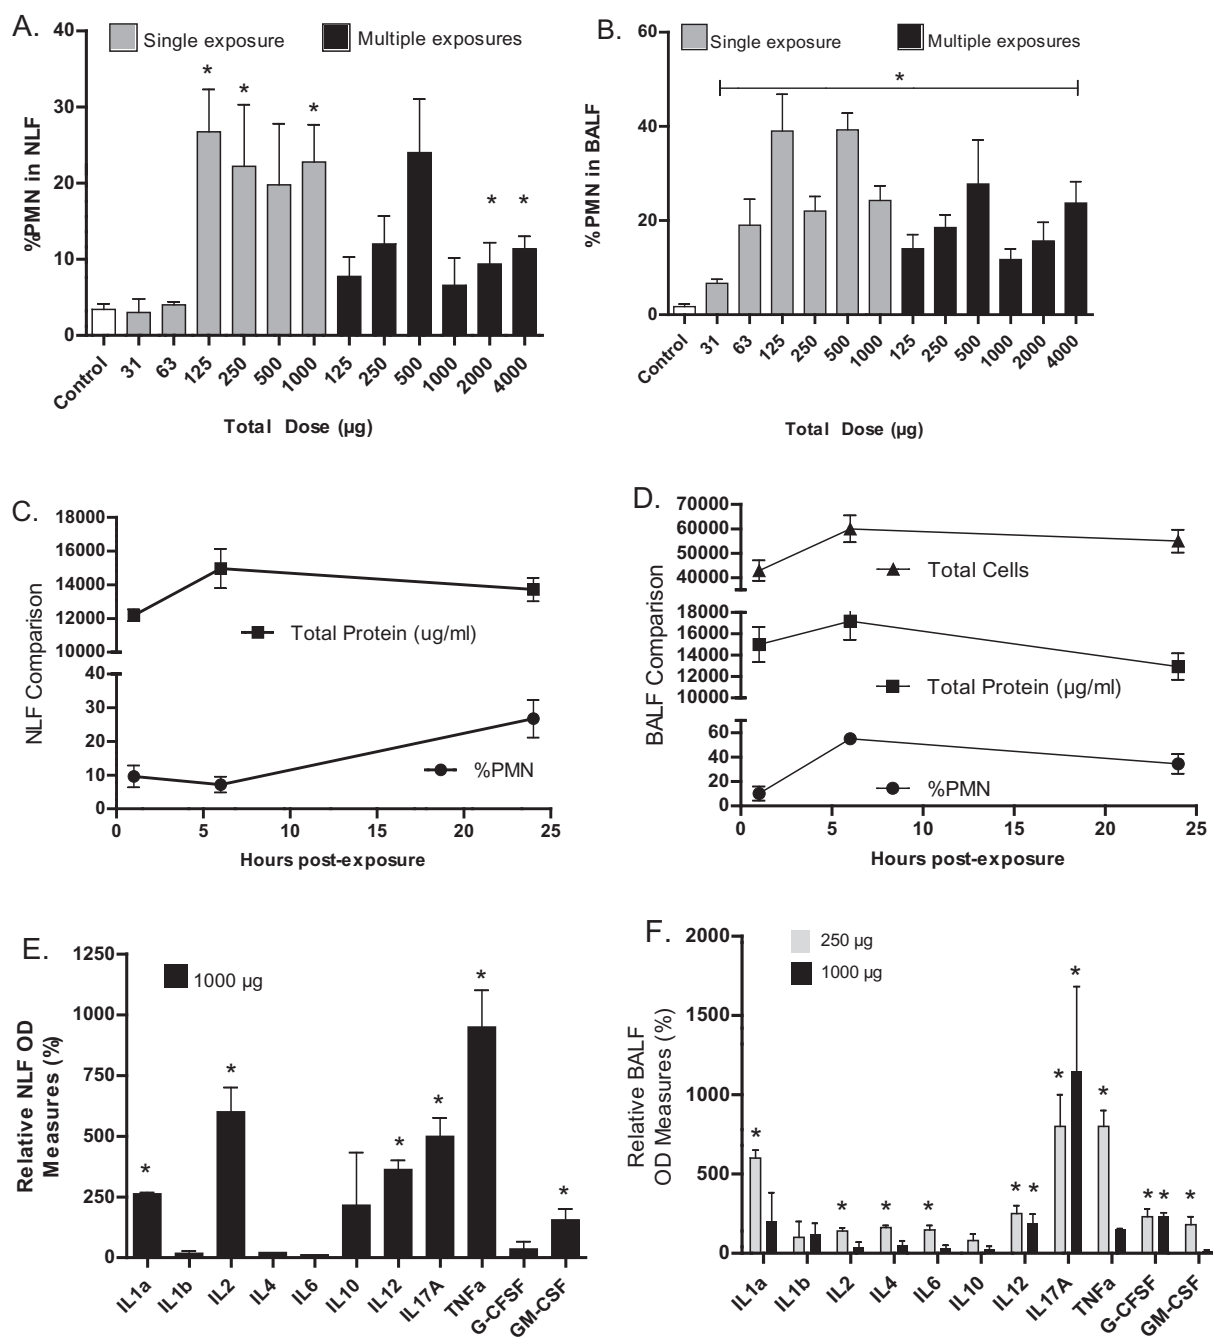 A.
Single exposure
Multiple exposures
%PMN in NLF
40
30
20
10
0
* * * * *
Control 31 63 125 250 500 1000 125 250 500 1000 2000 4000
Total Dose (µg)
B.
Single exposure
Multiple exposures
%PMN in BALF
60
40
20
0
*
Control 31 63 125 250 500 1000 125 250 500 1000 2000 4000
Total Dose (µg)
C.
NLF Comparison
18000
16000
14000
12000
10000
Total Protein (ug/ml)
40
30
20
10
0
%PMN
0 5 10 15 20 25
Hours post-exposure
D.
BALF Comparison
70000
60000
50000
40000
Total Cells
18000
16000
14000
12000
10000
Total Protein (µg/ml)
60
40
20
0
%PMN
0 5 10 15 20 25
Hours post-exposure
E.
1000 µg
Relative NLF OD
Measures (%)
1250
1000
750
500
250
0
* * * * * *
IL1a IL1b IL2 IL4 IL6 IL10 IL12 IL17A TNFa G-CFSF GM-CSF
F.
250 µg
1000 µg
Relative BALF
OD Measures (%)
2000
1500
1000
500
0
* * * * * * * * * * * *
IL1a IL1b IL2 IL4 IL6 IL10 IL12 IL17A TNFa G-CFSF GM-CSF